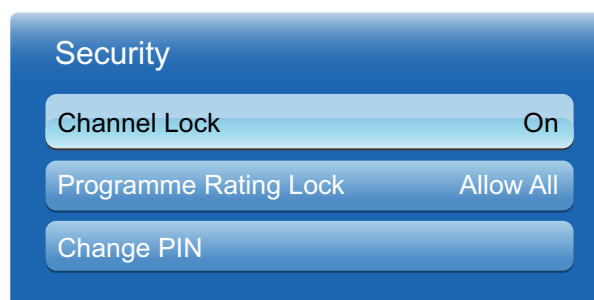 Security
Channel Lock On
Programme Rating Lock Allow All
Change PIN